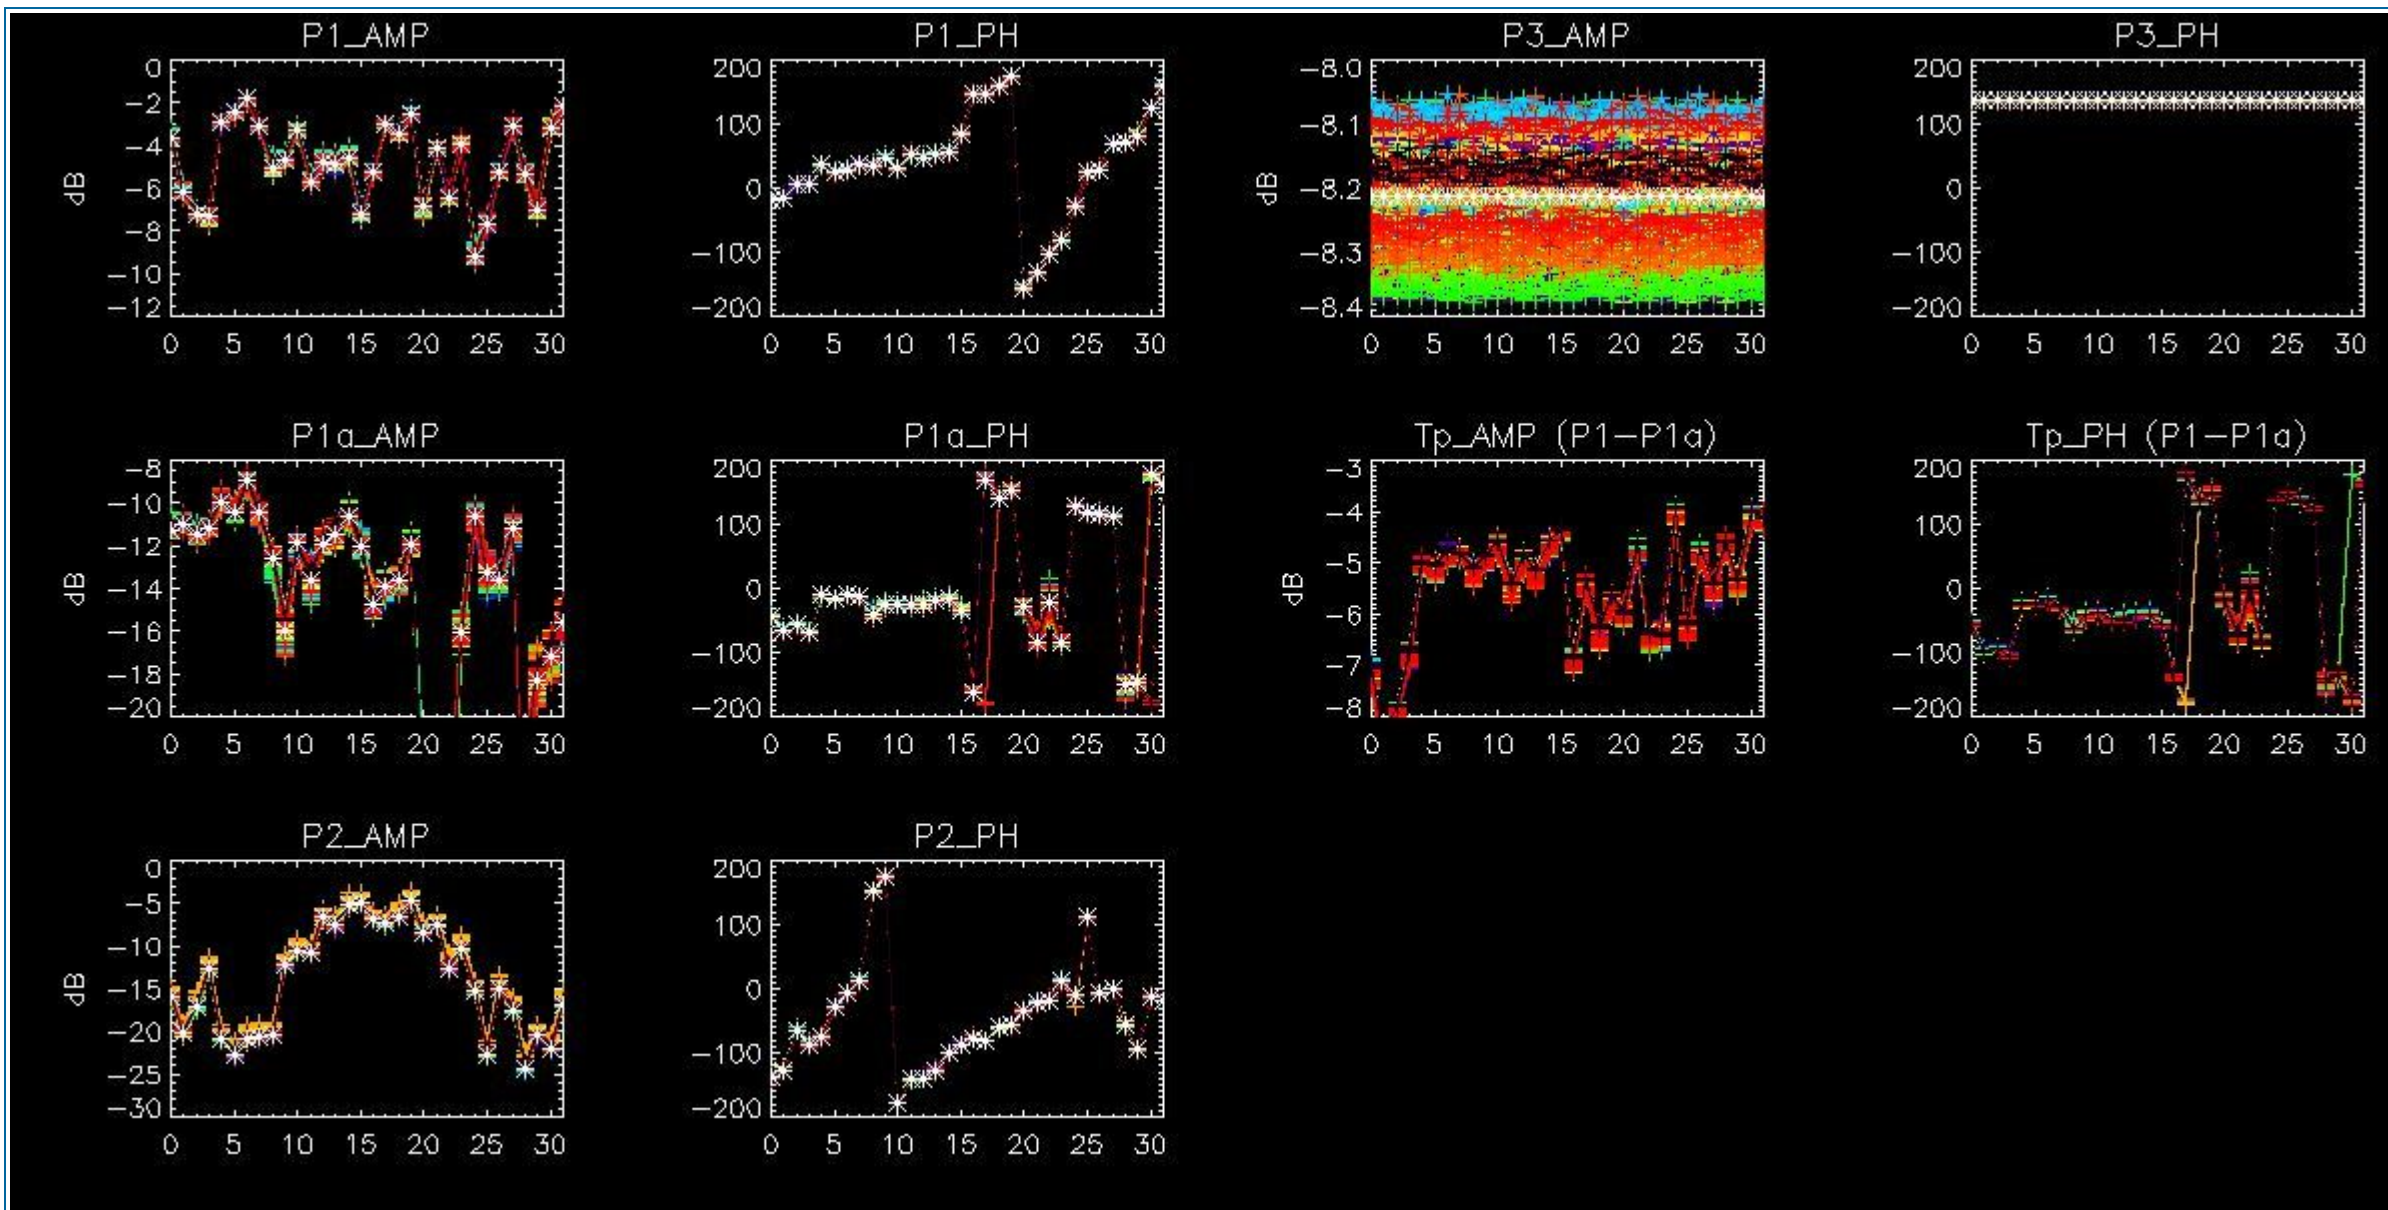 P1_AMP P1_PH P3_AMP P3_PH
0 200 -8.0 200
-2
-4 100 -8.1 100
dB -6 0 dB -8.2 0
-8
-10 -100 -8.3 -100
-12 -200 -8.4 -200
0 5 10 15 20 25 30 0 5 10 15 20 25 30 0 5 10 15 20 25 30 0 5 10 15 20 25 30
P1a_AMP P1a_PH Tp_AMP (P1-P1a) Tp_PH (P1-P1a)
-8 200 -3 200
-10 100 -4 100
-12 -5
dB -14 0 dB 0
-16 -100 -6 -100
-18 -7
-20 -200 -8 -200
0 5 10 15 20 25 30 0 5 10 15 20 25 30 0 5 10 15 20 25 30 0 5 10 15 20 25 30
P2_AMP P2_PH
0 200
-5 100
-10
dB -15 0
-20 -100
-25
-30 -200
0 5 10 15 20 25 30 0 5 10 15 20 25 30